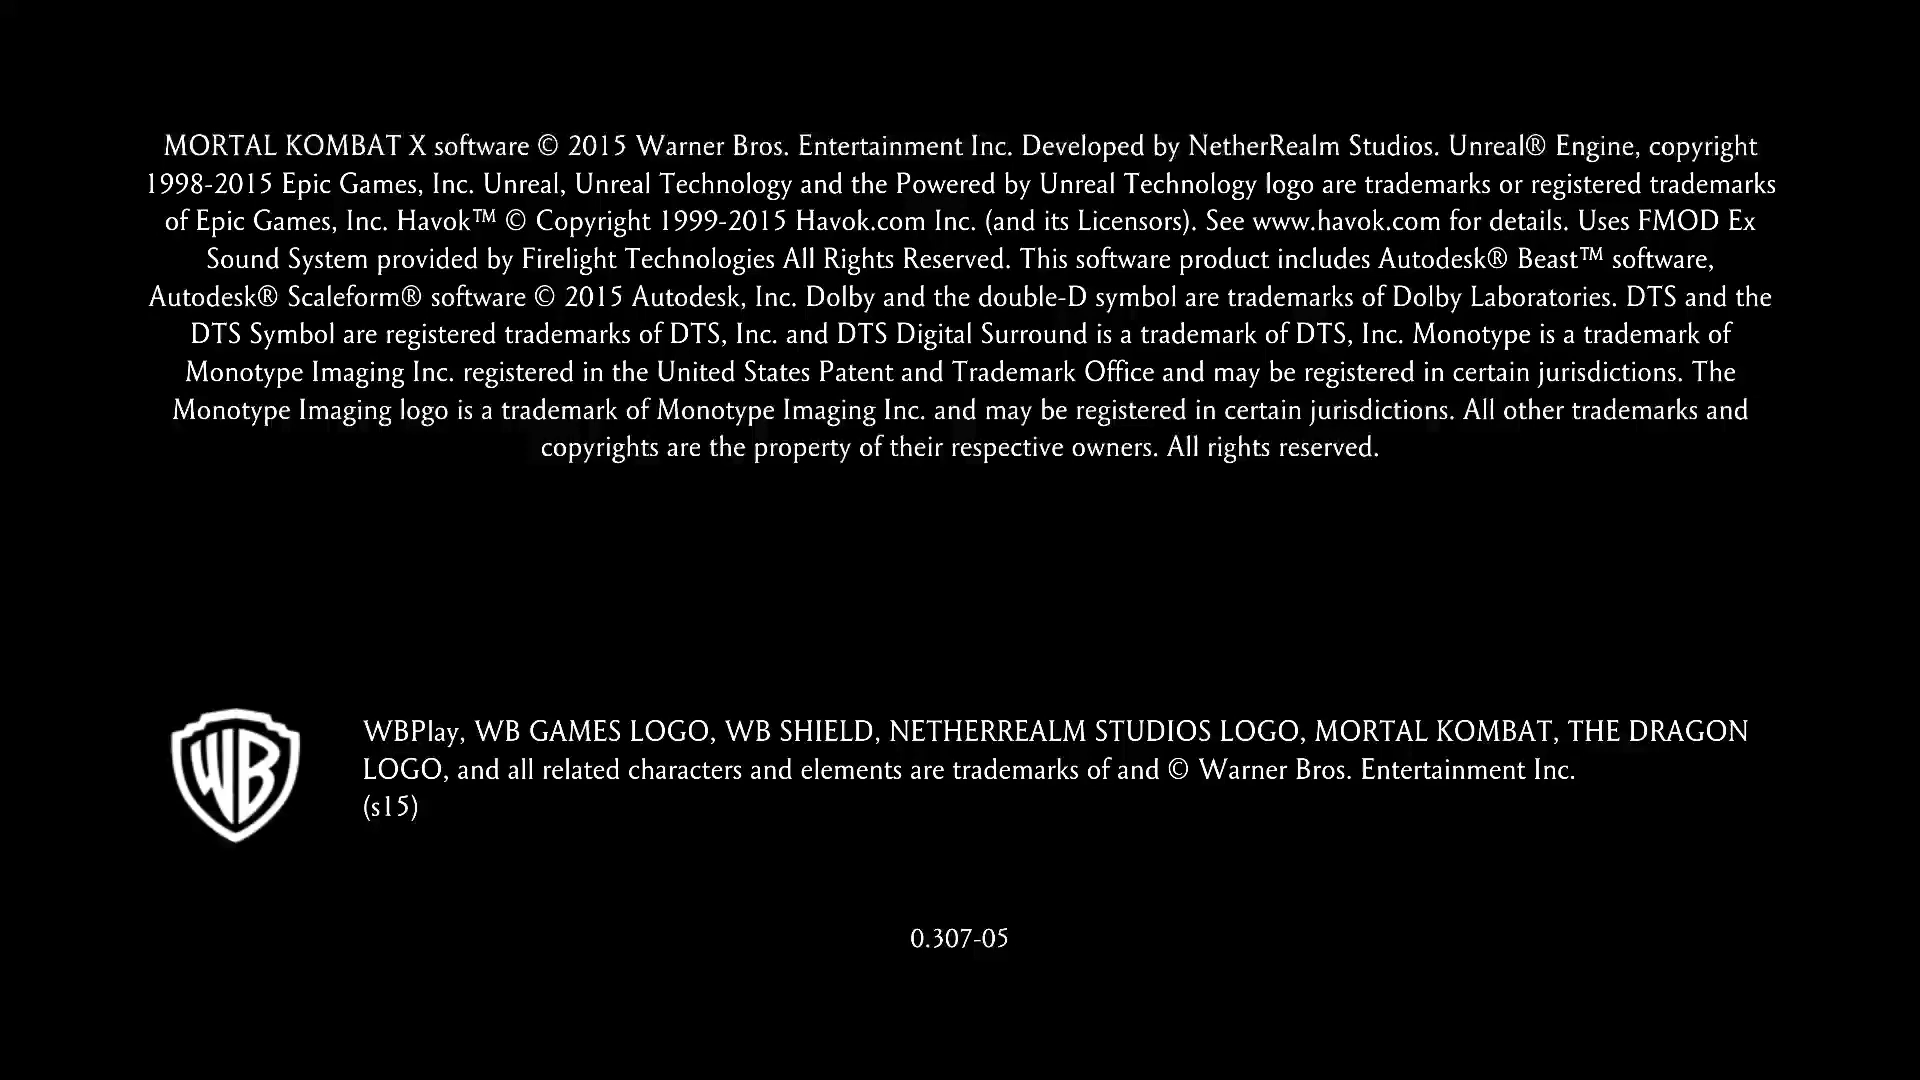 MORTAL KOMBAT X software © 2015 Warner Bros. Entertainment Inc. Developed by NetherRealm Studios. Unreal® Engine, copyright
1998-2015 Epic Games, Inc. Unreal, Unreal Technology and the Powered by Unreal Technology logo are trademarks or registered trademarks
of Epic Games, Inc. Havok™ © Copyright 1999-2015 Havok.com Inc. (and its Licensors). See www.havok.com for details. Uses FMOD Ex
Sound System provided by Firelight Technologies All Rights Reserved. This software product includes Autodesk® Beast™ software,
Autodesk® Scaleform® software © 2015 Autodesk, Inc. Dolby and the double-D symbol are trademarks of Dolby Laboratories. DTS and the
DTS Symbol are registered trademarks of DTS, Inc. and DTS Digital Surround is a trademark of DTS, Inc. Monotype is a trademark of
Monotype Imaging Inc. registered in the United States Patent and Trademark Office and may be registered in certain jurisdictions. The
Monotype Imaging logo is a trademark of Monotype Imaging Inc. and may be registered in certain jurisdictions. All other trademarks and
copyrights are the property of their respective owners. All rights reserved.
WB
WBPlay, WB GAMES LOGO, WB SHIELD, NETHERREALM STUDIOS LOGO, MORTAL KOMBAT, THE DRAGON
LOGO, and all related characters and elements are trademarks of and © Warner Bros. Entertainment Inc.
(s15)
0.307-05